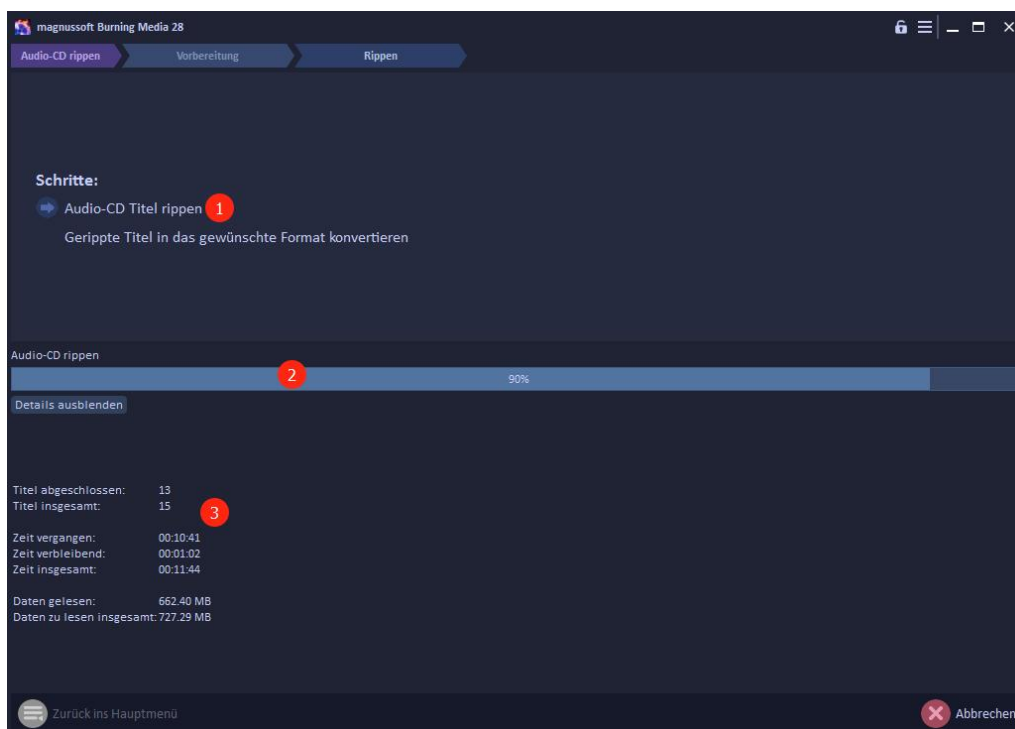 magnussoft Burning Media 28
Audio-CD rippen Vorbereitung Rippen
Schritte:
Audio-CD Titel rippen 1
Gerippte Titel in das gewünschte Format konvertieren
Audio-CD rippen
2 90%
Details ausblenden
Titel abgeschlossen: 13
Titel insgesamt: 15
3
Zeit vergangen: 00:10:41
Zeit verbleibend: 00:01:02
Zeit insgesamt: 00:11:44
Daten gelesen: 662.40 MB
Daten zu lesen insgesamt: 727.29 MB
Zurück ins Hauptmenü Abbrechen